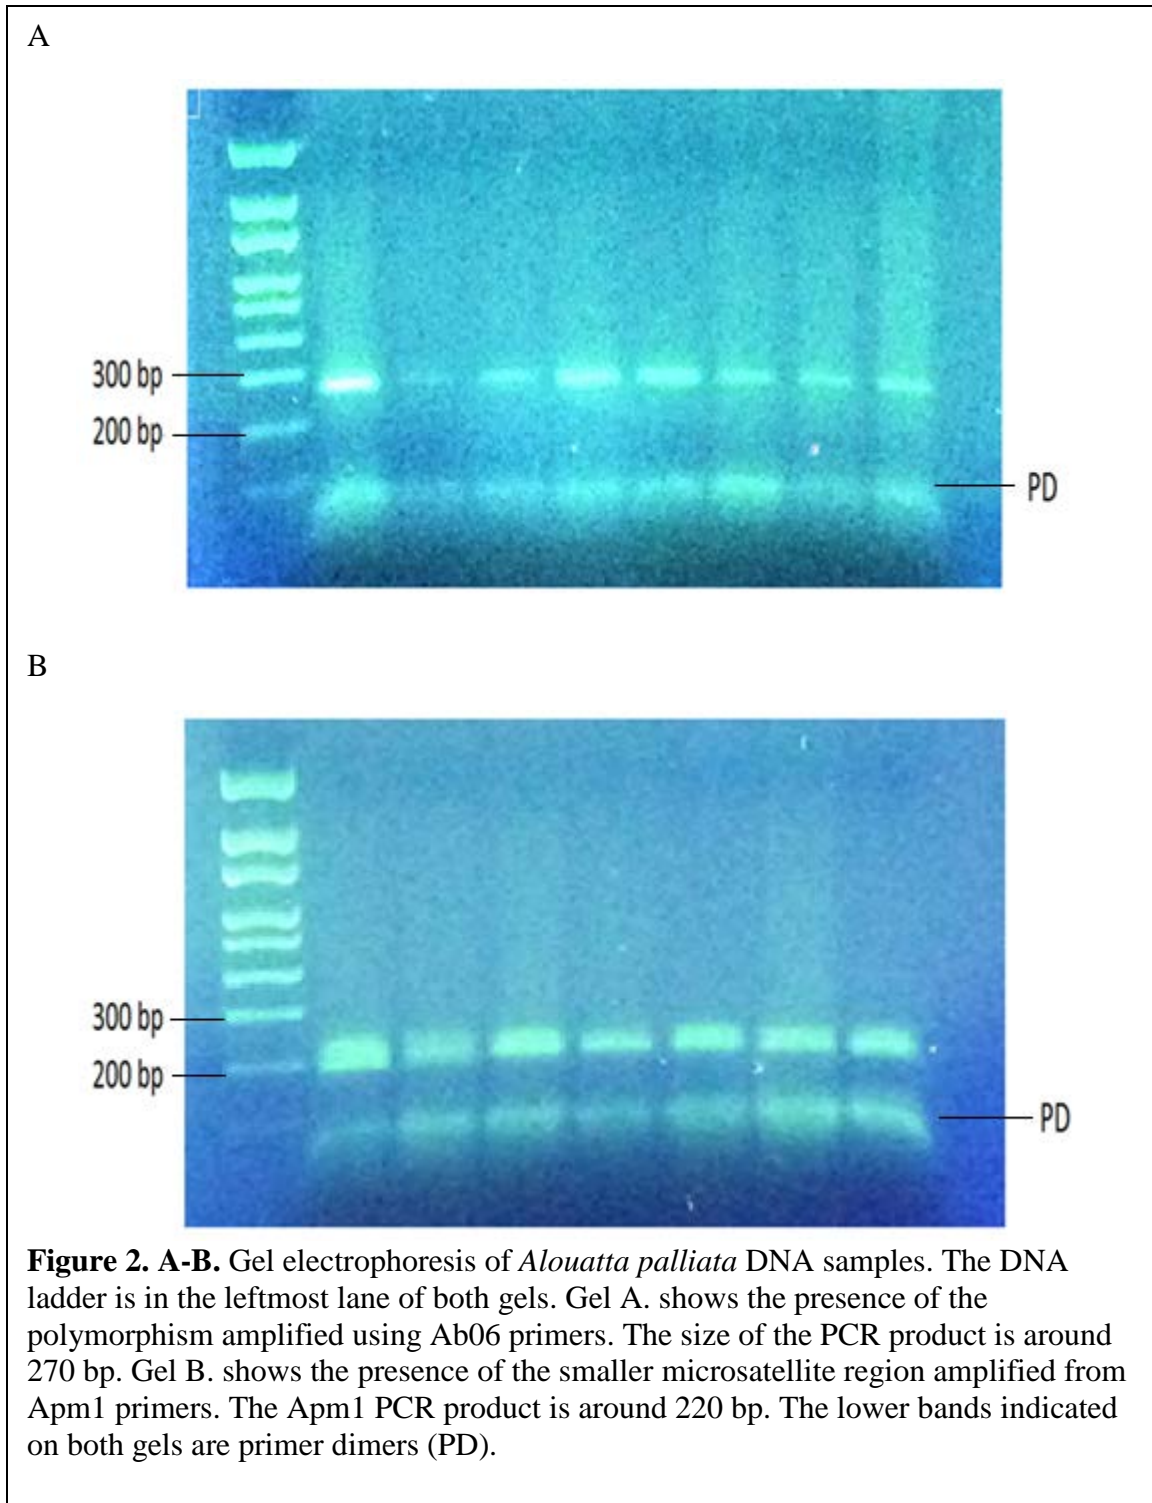 A
300 bp
200 bp
PD
B
300 bp
200 bp
PD
Figure 2. A-B. Gel electrophoresis of Alouatta palliata DNA samples. The DNA
ladder is in the leftmost lane of both gels. Gel A. shows the presence of the
polymorphism amplified using Ab06 primers. The size of the PCR product is around
270 bp. Gel B. shows the presence of the smaller microsatellite region amplified from
Apm1 primers. The Apm1 PCR product is around 220 bp. The lower bands indicated
on both gels are primer dimers (PD).